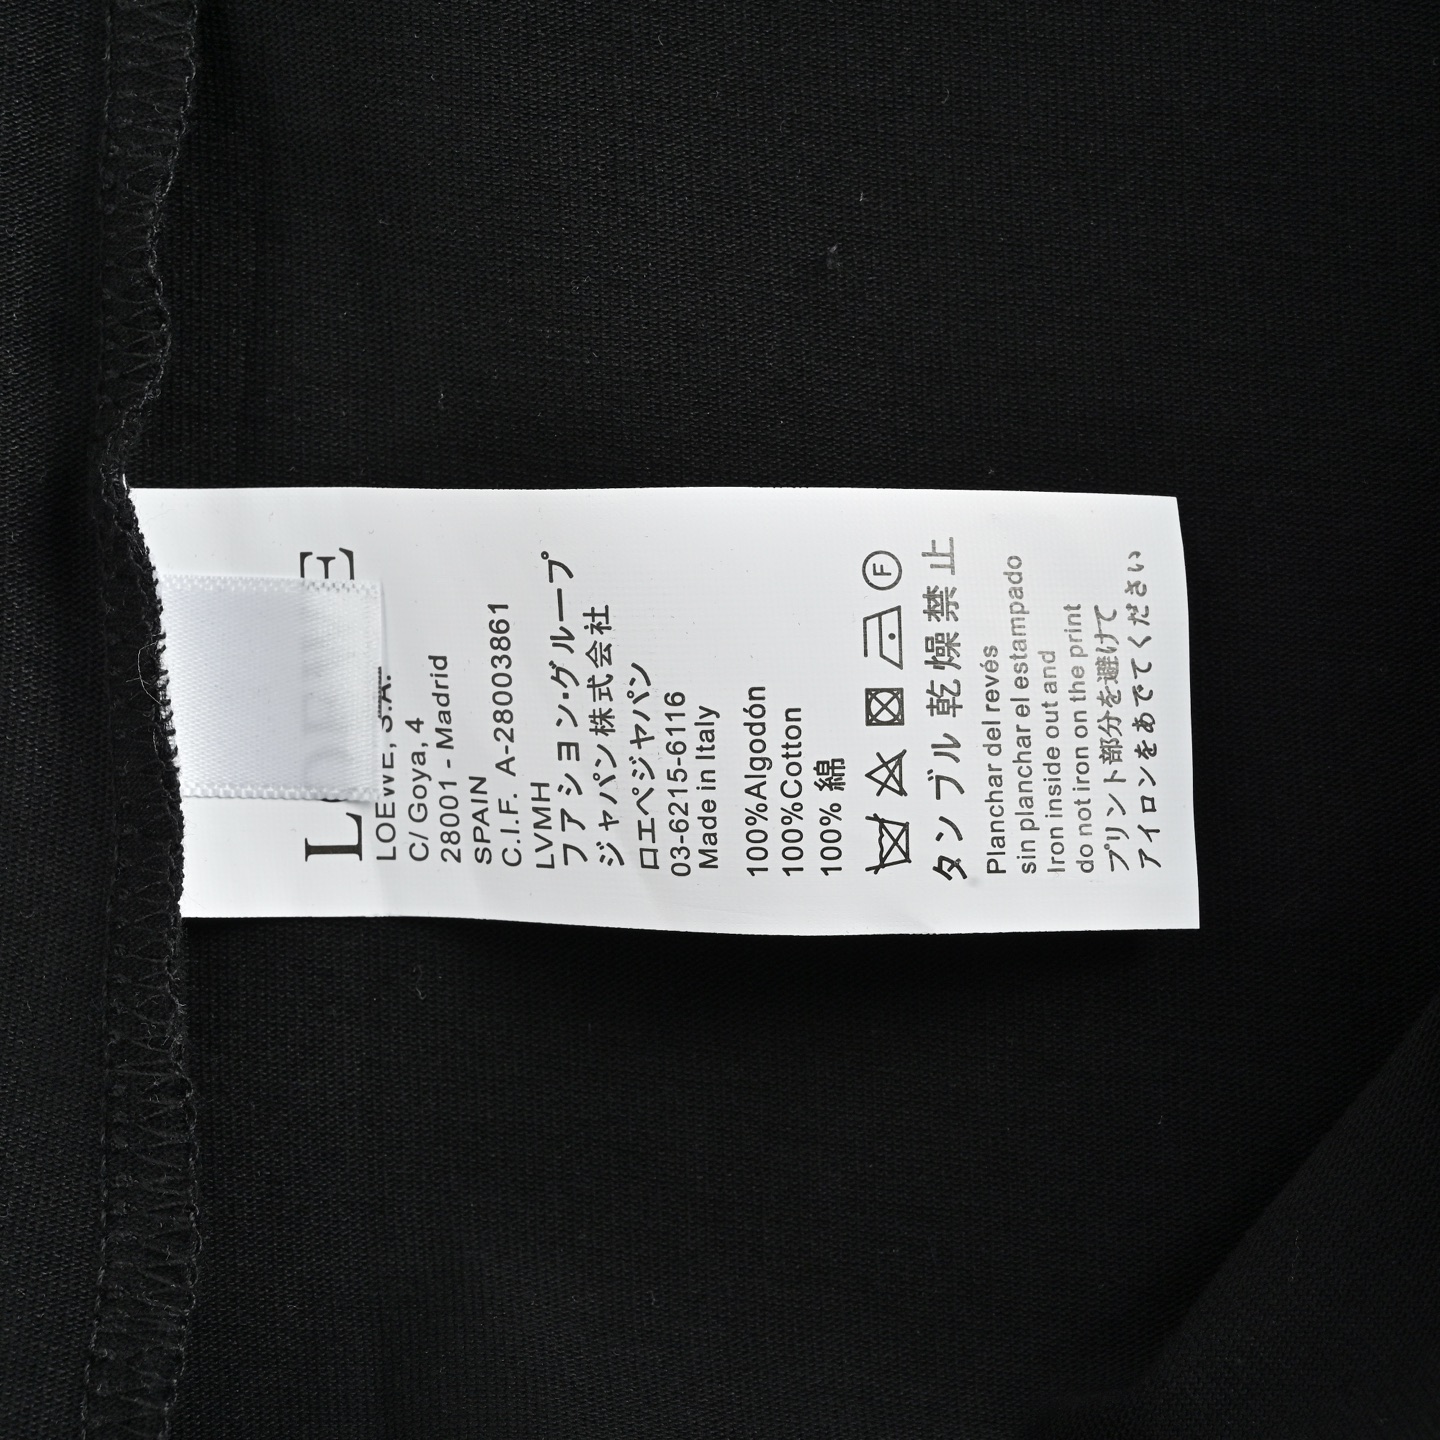 LOEWE, S.A.
C/ Goya, 4
28001 - Madrid
SPAIN
C.I.F. A-28003861
LVMH
ファション・グループ
ジャパン株式会社
ロエベジャパン
03-6215-6116
Made in Italy
100%Algodón
100%Cotton
100% 綿
F
タンブル 乾燥禁止
Planchar del revés
sin planchar el estampado
Iron inside out and
do not iron on the print
プリント部分を避けて
アイロンをあでてください